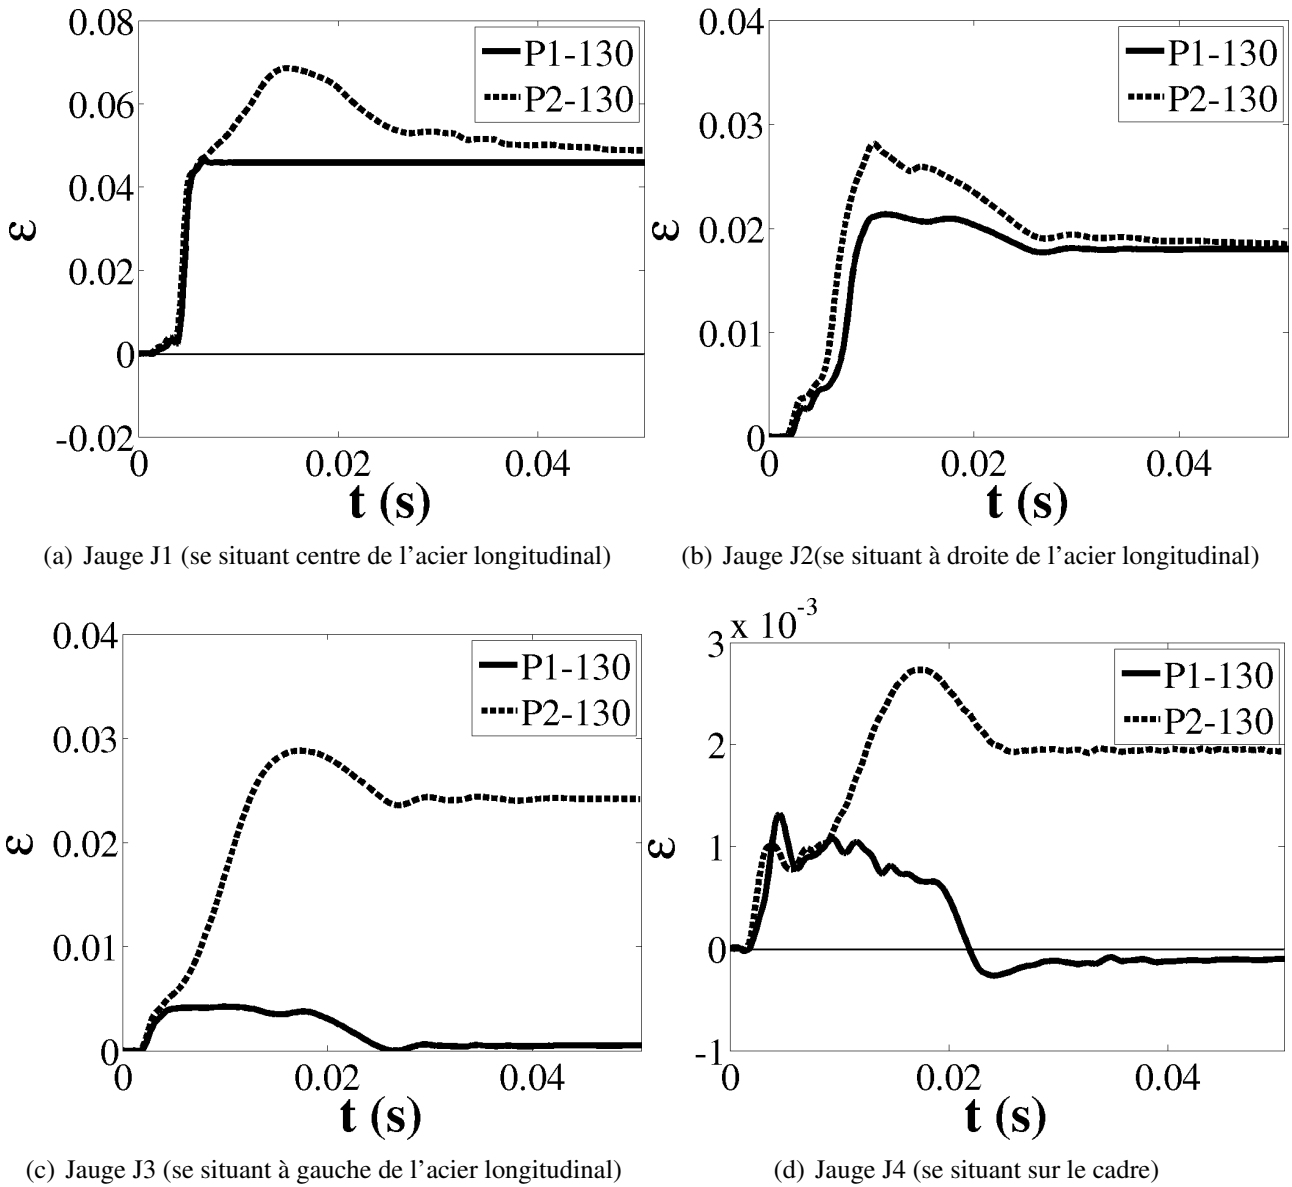 0.08
0.06
0.04
0.02
0
-0.02
ε
P1-130
P2-130
0
0.02
0.04
t (s)
(a) Jauge J1 (se situant centre de l'acier longitudinal)
0.04
0.03
0.02
0.01
0
ε
P1-130
P2-130
0
0.02
0.04
t (s)
(b) Jauge J2(se situant à droite de l'acier longitudinal)
0.04
0.03
0.02
0.01
0
ε
P1-130
P2-130
0
0.02
0.04
t (s)
(c) Jauge J3 (se situant à gauche de l'acier longitudinal)
x 10⁻³
3
2
1
0
-1
ε
P1-130
P2-130
0
0.02
0.04
t (s)
(d) Jauge J4 (se situant sur le cadre)